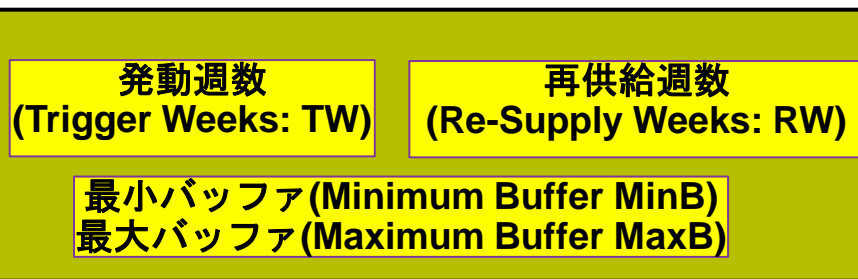 発動週数
(Trigger Weeks: TW)
再供給週数
(Re-Supply Weeks: RW)
最小バッファ(Minimum Buffer MinB)
最大バッファ(Maximum Buffer MaxB)